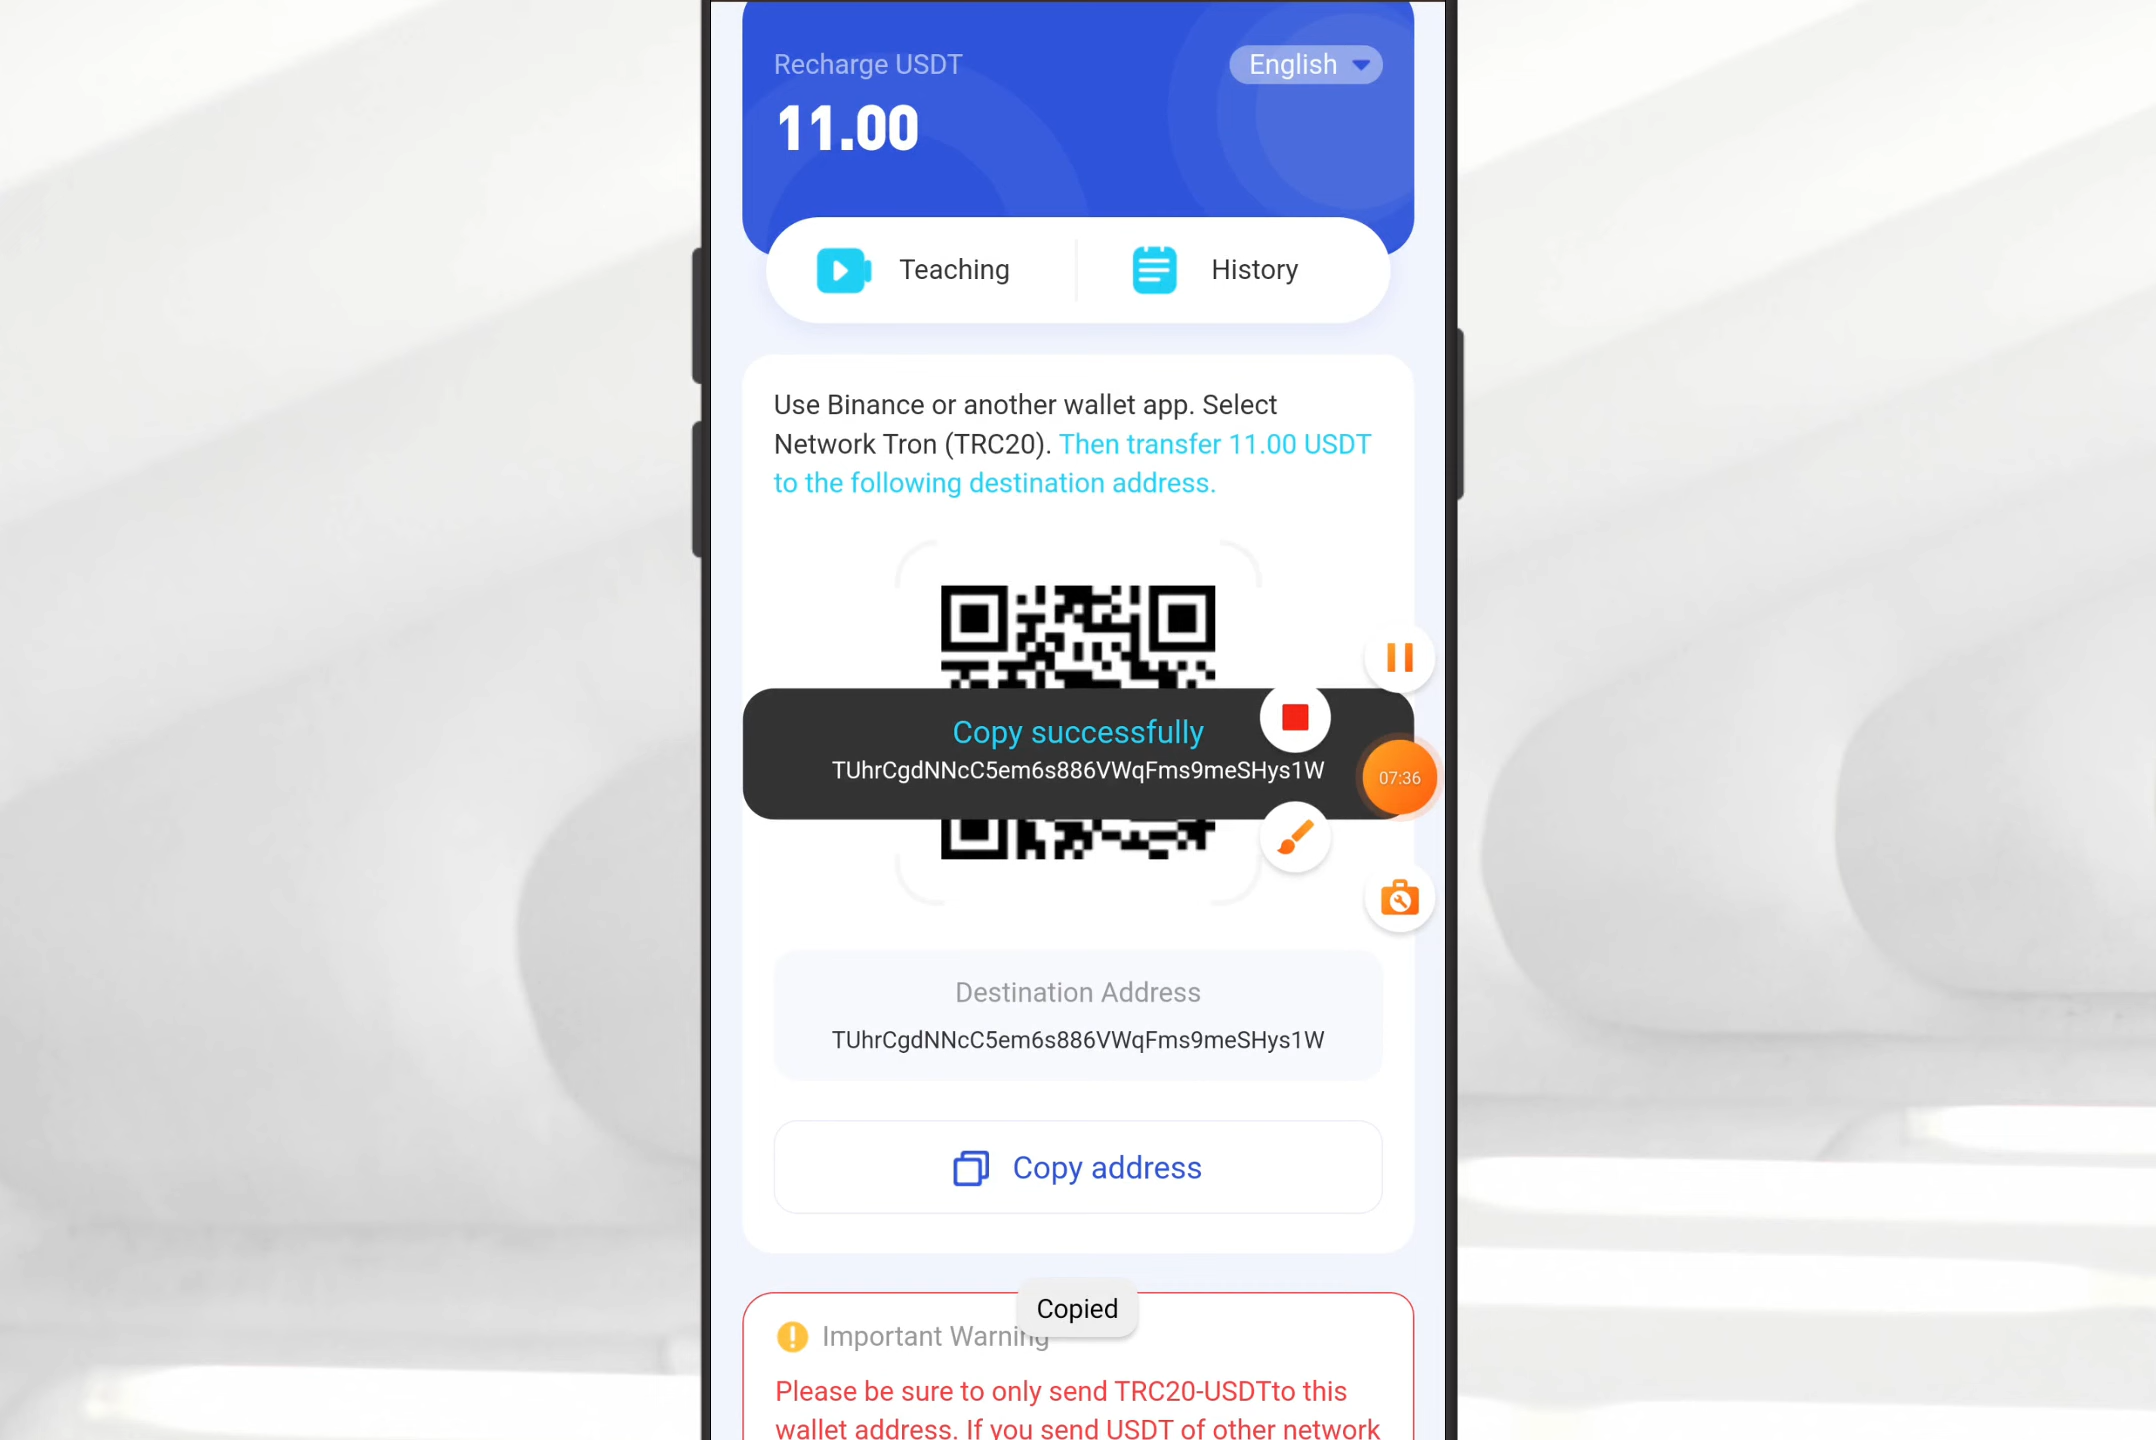 Recharge USDT
English
11.00
Teaching
History
Use Binance or another wallet app. Select
Network Tron (TRC20). Then transfer 11.00 USDT
to the following destination address.
Copy successfully
TUhrCgdNNcC5em6s886VWqFms9meSHys1W
07:36
Destination Address
TUhrCgdNNcC5em6s886VWqFms9meSHys1W
Copy address
Copied
Important Warning
Please be sure to only send TRC20-USDTto this
wallet address. If you send USDT of other network